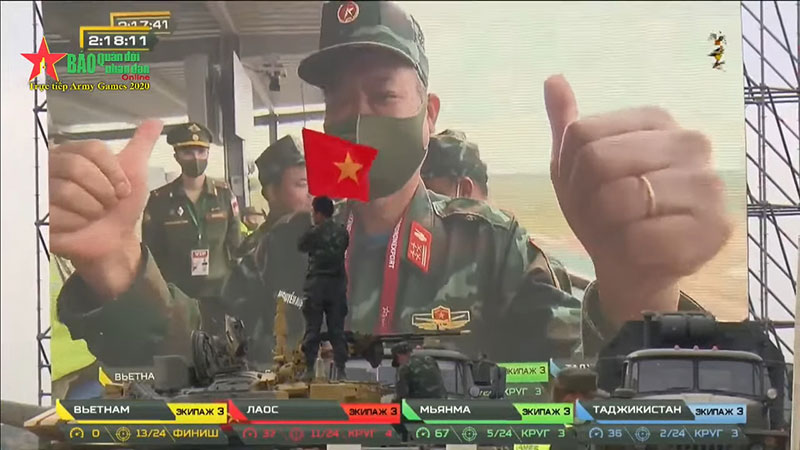 2:17:41
2:18:11
BÁO Quân đội nhân dân
Online
Trực tiếp Army Games 2020
NGUYỄN
ВЬЕТНА
ВЬЕТНАМ ЭКИПАЖ 3
0 13/24 ФИНИШ
ЛАОС ЭКИПАЖ 3
37 11/24 КРУГ 4
МЬЯНМА ЭКИПАЖ 3
67 5/24 КРУГ 3
ТАДЖИКИСТАН ЭКИПАЖ 3
36 2/24 КРУГ 3